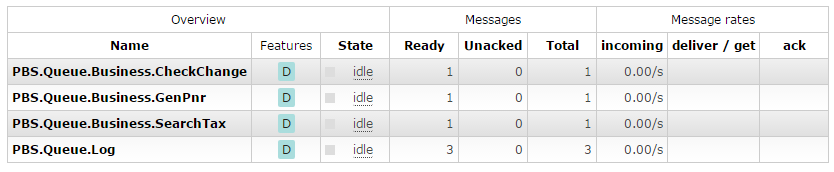 Overview Messages Message rates
Name Features State Ready Unacked Total incoming deliver / get ack
PBS.Queue.Business.CheckChange D idle 1 0 1 0.00/s
PBS.Queue.Business.GenPnr D idle 1 0 1 0.00/s
PBS.Queue.Business.SearchTax D idle 1 0 1 0.00/s
PBS.Queue.Log D idle 3 0 3 0.00/s